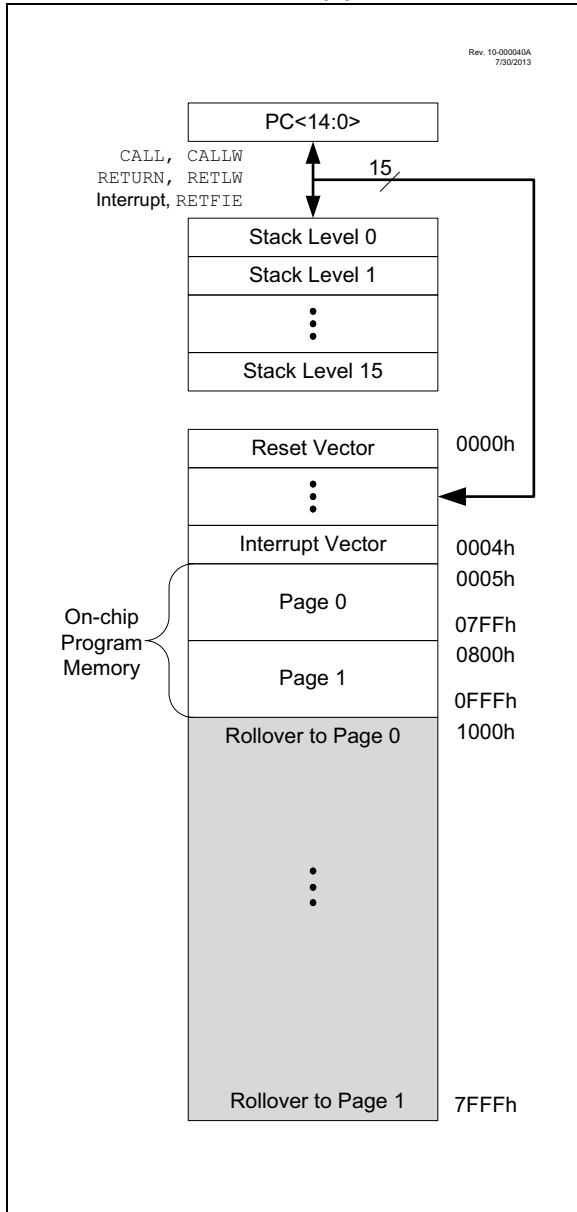 Rev. 10-000040A
7/30/2013
PC<14:0>
CALL, CALLW
RETURN, RETLW
Interrupt, RETFIE
15
Stack Level 0
Stack Level 1
Stack Level 15
Reset Vector
0000h
Interrupt Vector
0004h
On-chip
Program
Memory
Page 0
0005h
07FFh
Page 1
0800h
0FFFh
Rollover to Page 0
1000h
Rollover to Page 1
7FFFh